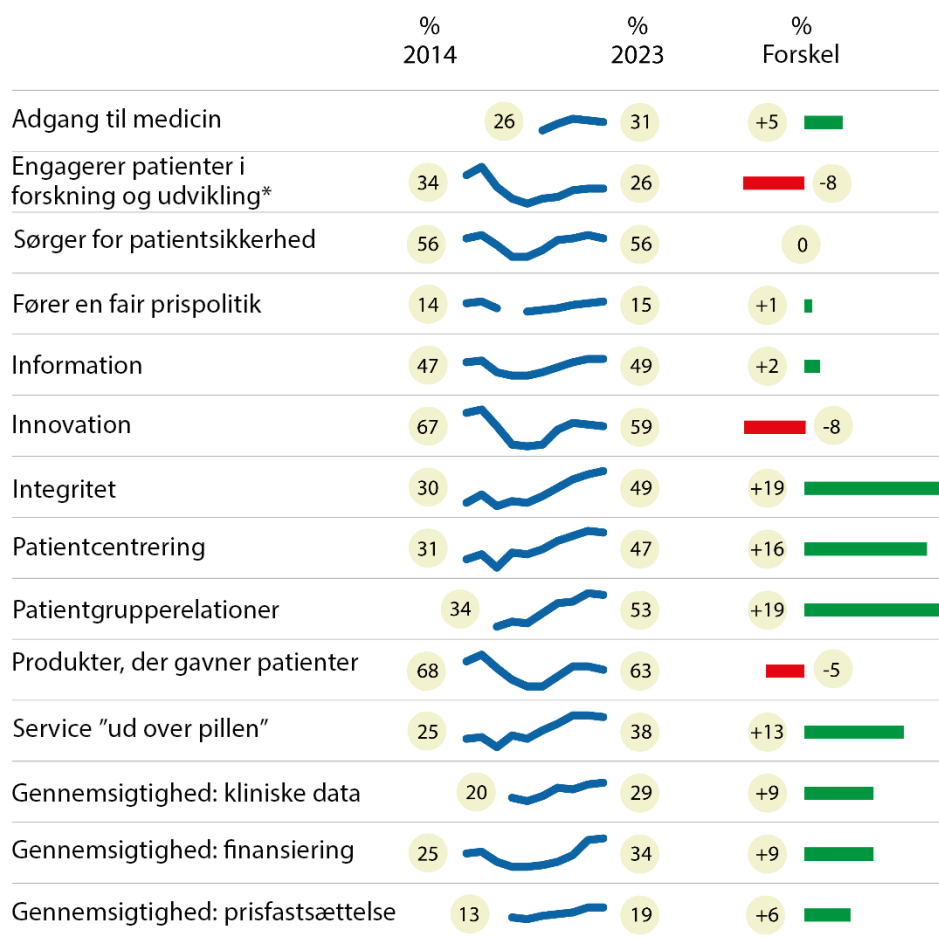 % % %
2014 2023 Forskel
Adgang til medicin 26 31 +5
Engagerer patienter i
forskning og udvikling* 34 26 -8
Sørger for patientsikkerhed 56 56 0
Fører en fair prispolitik 14 15 +1
Information 47 49 +2
Innovation 67 59 -8
Integritet 30 49 +19
Patientcentrering 31 47 +16
Patientgrupperelationer 34 53 +19
Produkter, der gavner patienter 68 63 -5
Service ”ud over pillen” 25 38 +13
Gennemsigtighed: kliniske data 20 29 +9
Gennemsigtighed: finansiering 25 34 +9
Gennemsigtighed: prisfastsættelse 13 19 +6